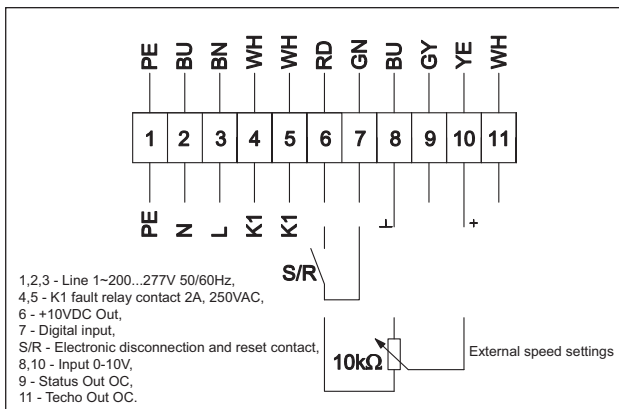 PE BU BN WH WH RD GN BU GY YE WH
1 2 3 4 5 6 7 8 9 10 11
PE N L K1 K1 +
S/R
1,2,3 - Line 1~200...277V 50/60Hz,
4,5 - K1 fault relay contact 2A, 250VAC,
6 - +10VDC Out,
7 - Digital input,
S/R - Electronic disconnection and reset contact,
8,10 - Input 0-10V,
9 - Status Out OC,
11 - Techo Out OC.
10kΩ
External speed settings